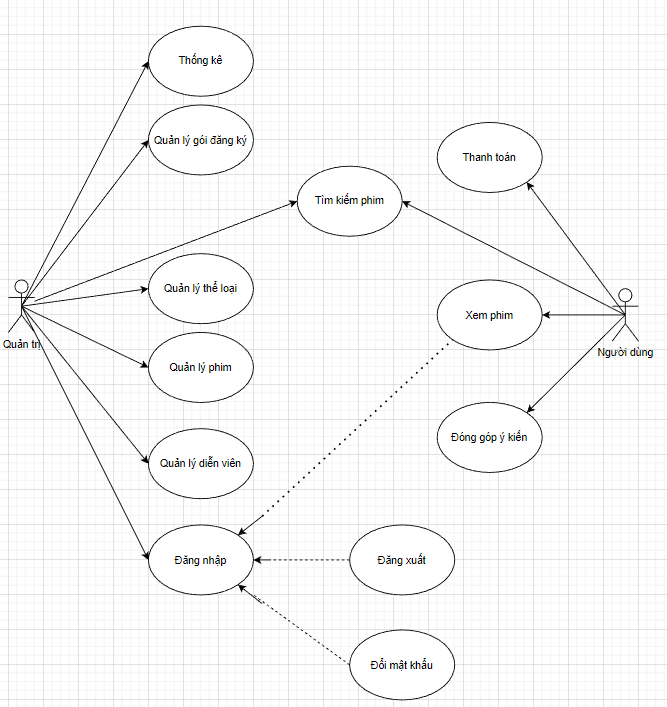 Thống kê
Quản lý gói đăng ký
Thanh toán
Tìm kiếm phim
Quản lý thể loại
Xem phim
Quản trị
Người dùng
Quản lý phim
Đóng góp ý kiến
Quản lý diễn viên
Đăng nhập
Đăng xuất
Đổi mật khẩu